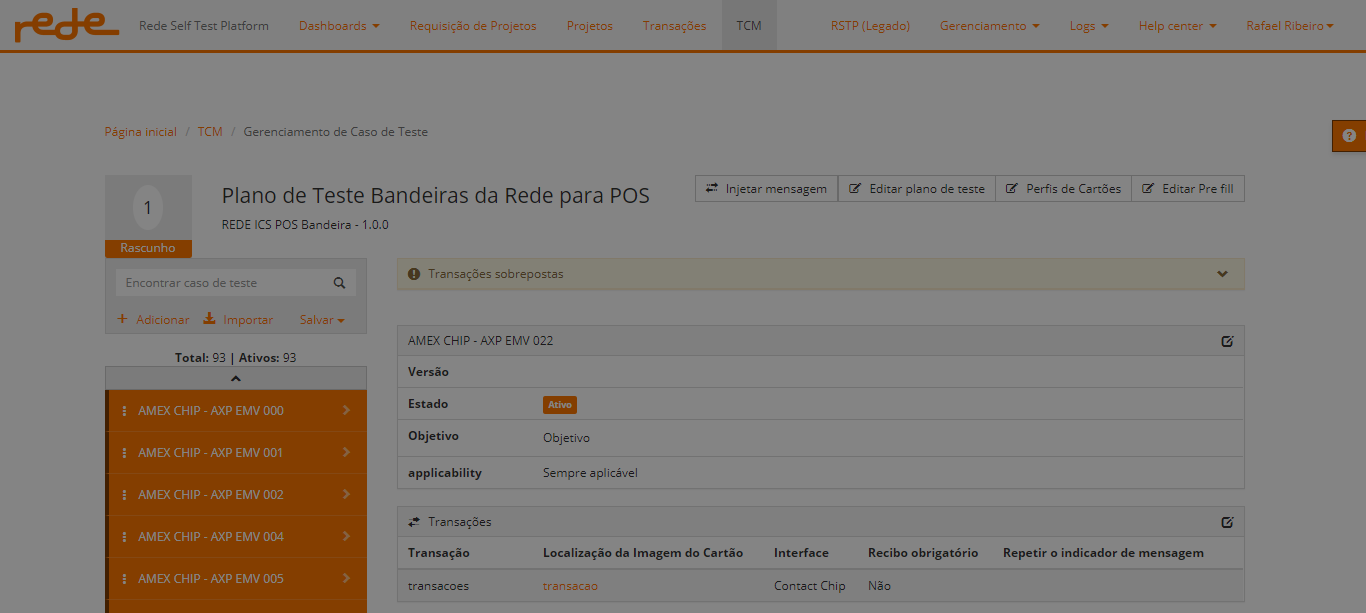 rede Rede Self Test Platform Dashboards Requisição de Projetos Projetos Transações TCM RSTP (Legado) Gerenciamento Logs Help center Rafael Ribeiro
Página inicial / TCM / Gerenciamento de Caso de Teste
1
Rascunho
Plano de Teste Bandeiras da Rede para POS
REDE ICS POS Bandeira - 1.0.0
Injetar mensagem Editar plano de teste Perfis de Cartões Editar Pre fill
Encontrar caso de teste
Adicionar Importar Salvar
Total: 93 | Ativos: 93
AMEX CHIP - AXP EMV 000
AMEX CHIP - AXP EMV 001
AMEX CHIP - AXP EMV 002
AMEX CHIP - AXP EMV 004
AMEX CHIP - AXP EMV 005
Transações sobrepostas
AMEX CHIP - AXP EMV 022
Versão
Estado Ativo
Objetivo Objetivo
applicability Sempre aplicável
Transações
Transação Localização da Imagem do Cartão Interface Recibo obrigatório Repetir o indicador de mensagem
transacoes transacao Contact Chip Não